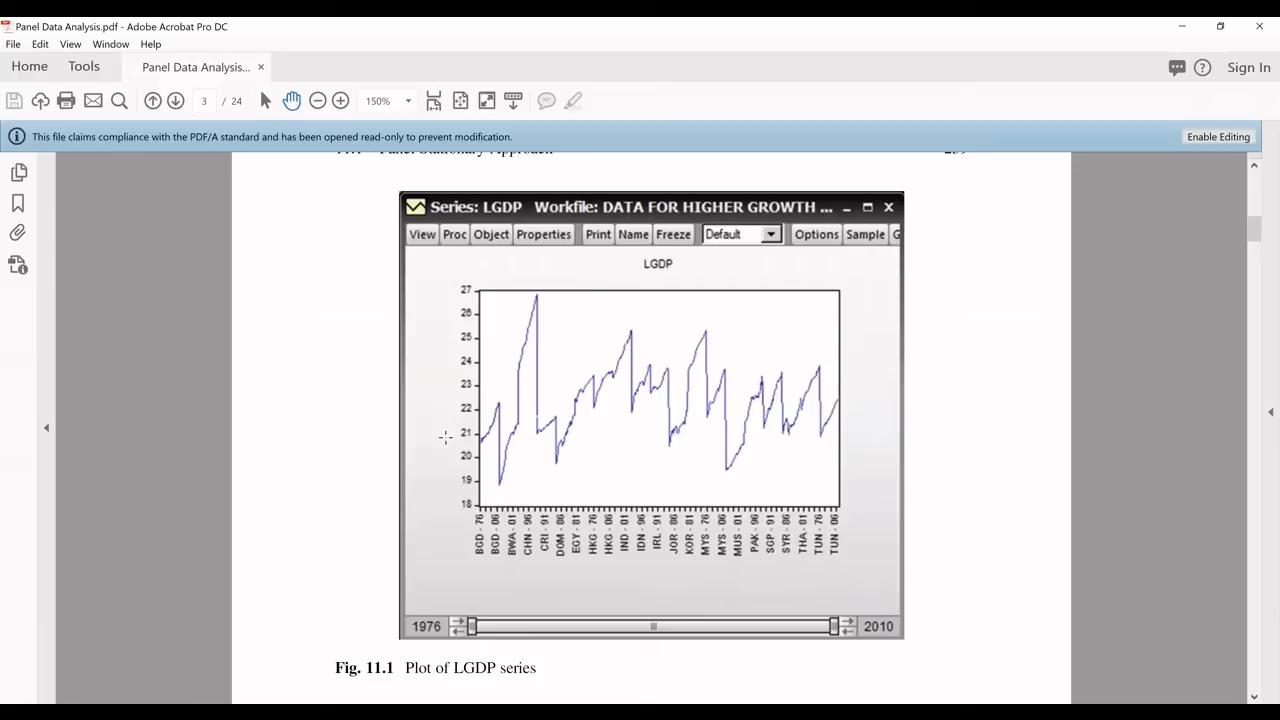 Panel Data Analysis.pdf - Adobe Acrobat Pro DC
File Edit View Window Help
Home Tools Panel Data Analysis... × Sign In
3 / 24 150%
This file claims compliance with the PDF/A standard and has been opened read-only to prevent modification. Enable Editing
Panel Stationary Approach
Series: LGDP Workfile: DATA FOR HIGHER GROWTH ...
View Proc Object Properties Print Name Freeze Default Options Sample G
LGDP
27
26
25
24
23
22
21
20
19
18
BGD - 76
BGD - 06
BWA - 01
CHN - 96
CRI - 91
DOM - 86
EGY - 81
HKG - 76
HKG - 06
IND - 01
IDN - 96
IRL - 91
JOR - 86
KOR - 81
MYS - 76
MYS - 06
MUS - 01
PAK - 96
SGP - 91
SYR - 86
THA - 81
TUN - 76
TUN - 06
1976 2010
Fig. 11.1 Plot of LGDP series